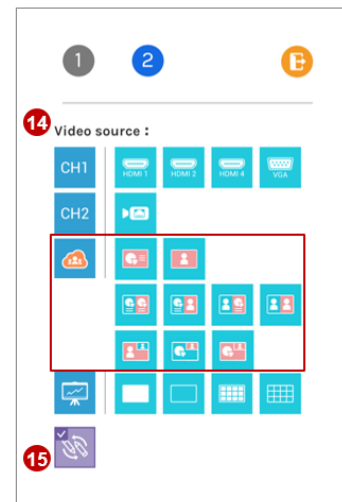 1 2
14 Video source :
CH1 HDMI 1 HDMI 2 HDMI 4 VGA
CH2
15